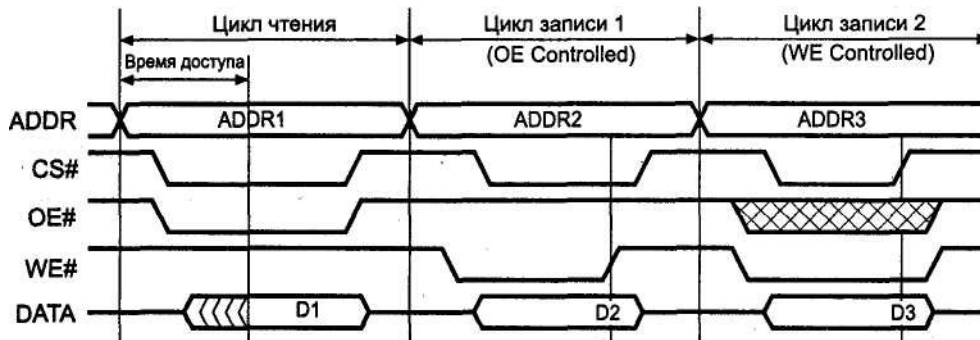 Цикл чтения
Цикл записи 1
(OE Controlled)
Цикл записи 2
(WE Controlled)
Время доступа
ADDR
ADDR1
ADDR2
ADDR3
CS#
OE#
WE#
DATA
D1
D2
D3